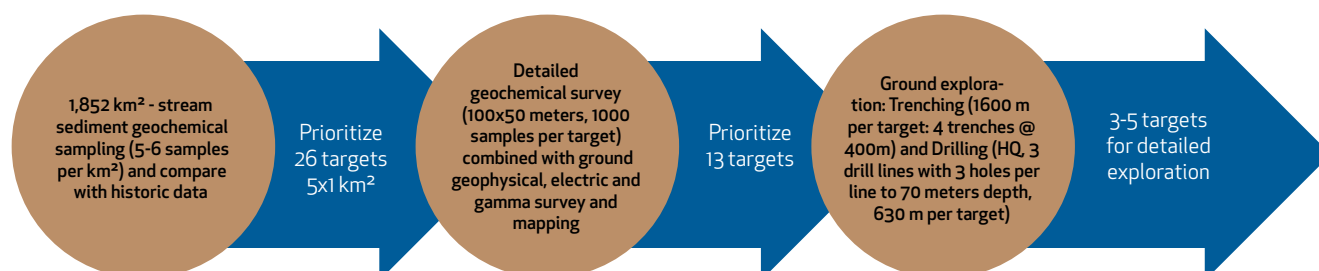 1,852 km² - stream
sediment geochemical
sampling (5-6 samples
per km²) and compare
with historic data
Prioritize
26 targets
5x1 km²
Detailed
geochemical survey
(100x50 meters, 1000
samples per target)
combined with ground
geophysical, electric and
gamma survey and
mapping
Prioritize
13 targets
Ground explora-
tion: Trenching (1600 m
per target: 4 trenches @
400m) and Drilling (HQ, 3
drill lines with 3 holes per
line to 70 meters depth,
630 m per target)
3-5 targets
for detailed
exploration